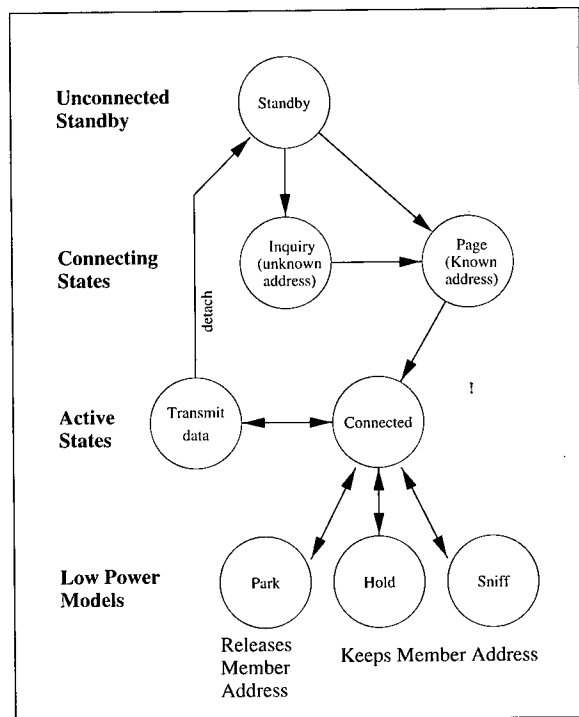 Unconnected
Standby
Standby
Connecting
States
Inquiry
(unknown
address)
Page
(Known
address)
detach
Active
States
Transmit
data
Connected
Low Power
Models
Park
Hold
Sniff
Releases
Member
Address
Keeps Member Address